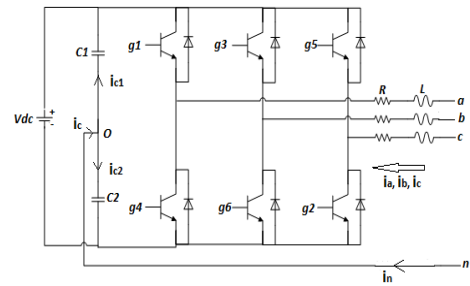 C1
g1
g3
g5
ic1
R
L
a
Vdc
+
-
ic
O
b
c
ic2
ia, ib, ic
C2
g4
g6
g2
n
in